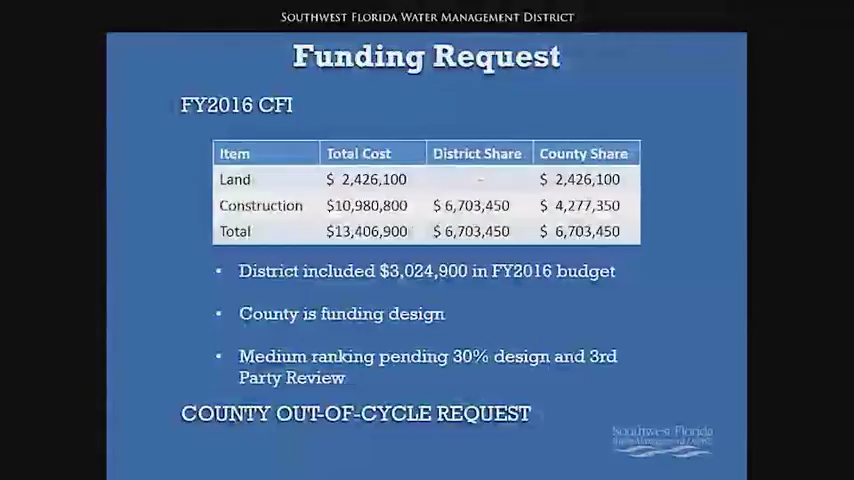 SOUTHWEST FLORIDA WATER MANAGEMENT DISTRICT
Funding Request
FY2016 CFI
Item Total Cost District Share County Share
Land $ 2,426,100 - $ 2,426,100
Construction $10,980,800 $ 6,703,450 $ 4,277,350
Total $13,406,900 $ 6,703,450 $ 6,703,450
• District included $3,024,900 in FY2016 budget
• County is funding design
• Medium ranking pending 30% design and 3rd
Party Review
COUNTY OUT-OF-CYCLE REQUEST
Southwest Florida